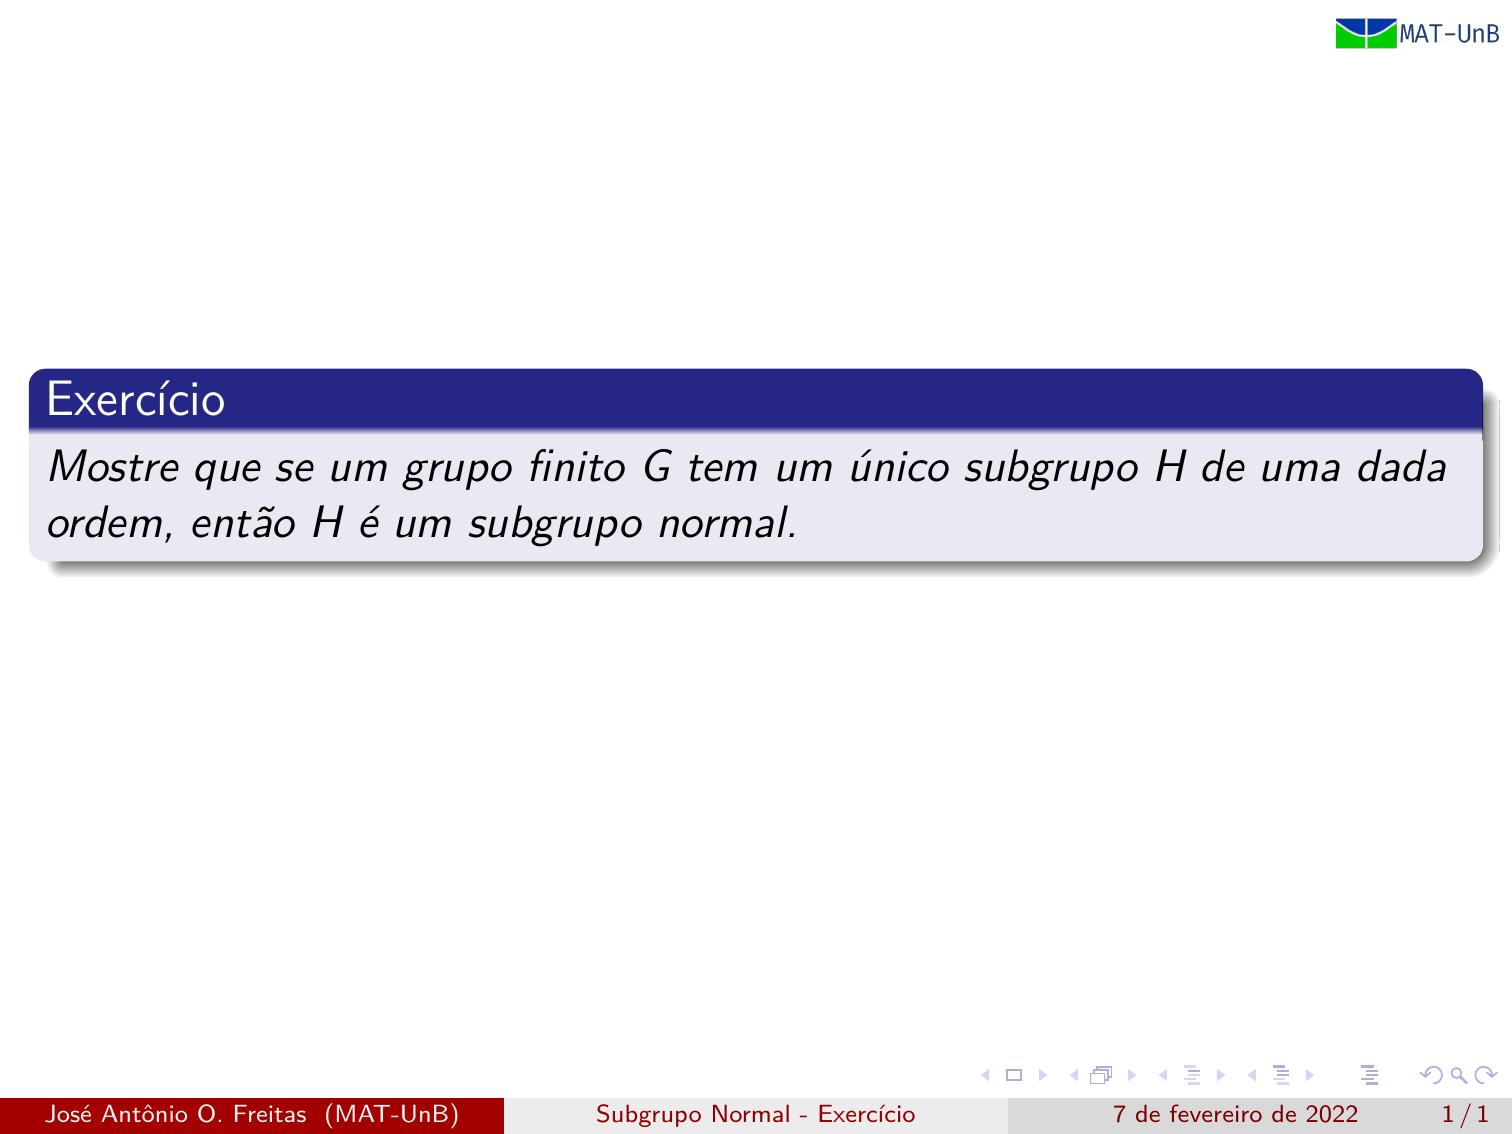 MAT-UnB
Exercício
Mostre que se um grupo finito G tem um único subgrupo H de uma dada
ordem, então H é um subgrupo normal.
José Antônio O. Freitas (MAT-UnB) Subgrupo Normal - Exercício 7 de fevereiro de 2022 1 / 1